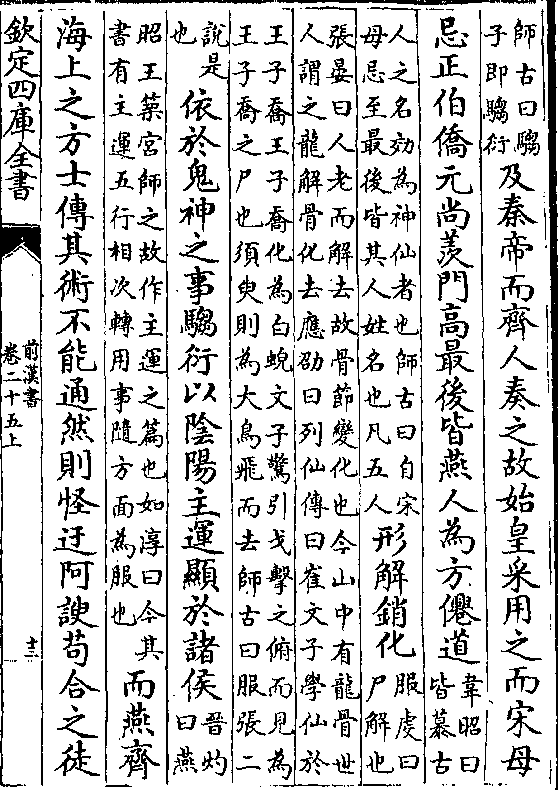 師古曰騶
子即騶衍
及秦帝而齊人奏之故始皇采用之而宋母
忌正伯僑元尚羨門高最後皆燕人為方僊道
韋昭曰
皆慕古
人之名効為神仙者也師古曰自宋
母忌至最後皆其人姓名也凡五人
形解銷化
服虔曰
尸解也
張晏曰人老而解去故骨節變化也今山中有龍骨世
人謂之龍解骨化去應劭曰列仙傳曰崔文子學仙於
王子喬王子喬化為白蜺文子驚引戈擊之俯而見為
王子喬之尸也須臾則為大鳥飛而去師古曰服張二
說是
也
依於鬼神之事騶衍以陰陽主運顯於諸侯
晉灼
曰燕
昭王築宮師之故作主運之篇也如淳曰今其
書有主運五行相次轉用事隨方面為服也
而燕齊
海上之方士傳其術不能通然則怪迂阿諛苟合之徒
欽定四庫全書
前漢書
卷二十五上
十三